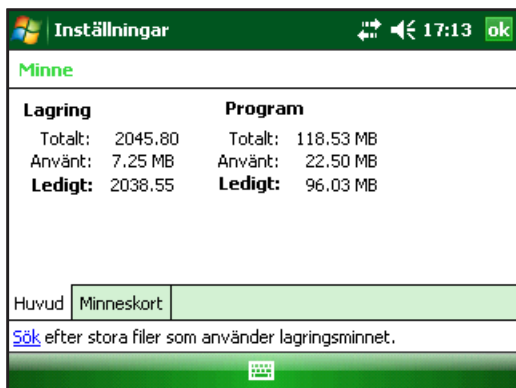 Inställningar 17:13 ok
Minne
Lagring Program
Totalt: 2045.80 Totalt: 118.53 MB
Använt: 7.25 MB Använt: 22.50 MB
Ledigt: 2038.55 Ledigt: 96.03 MB
Huvud Minneskort
Sök efter stora filer som använder lagringsminnet.